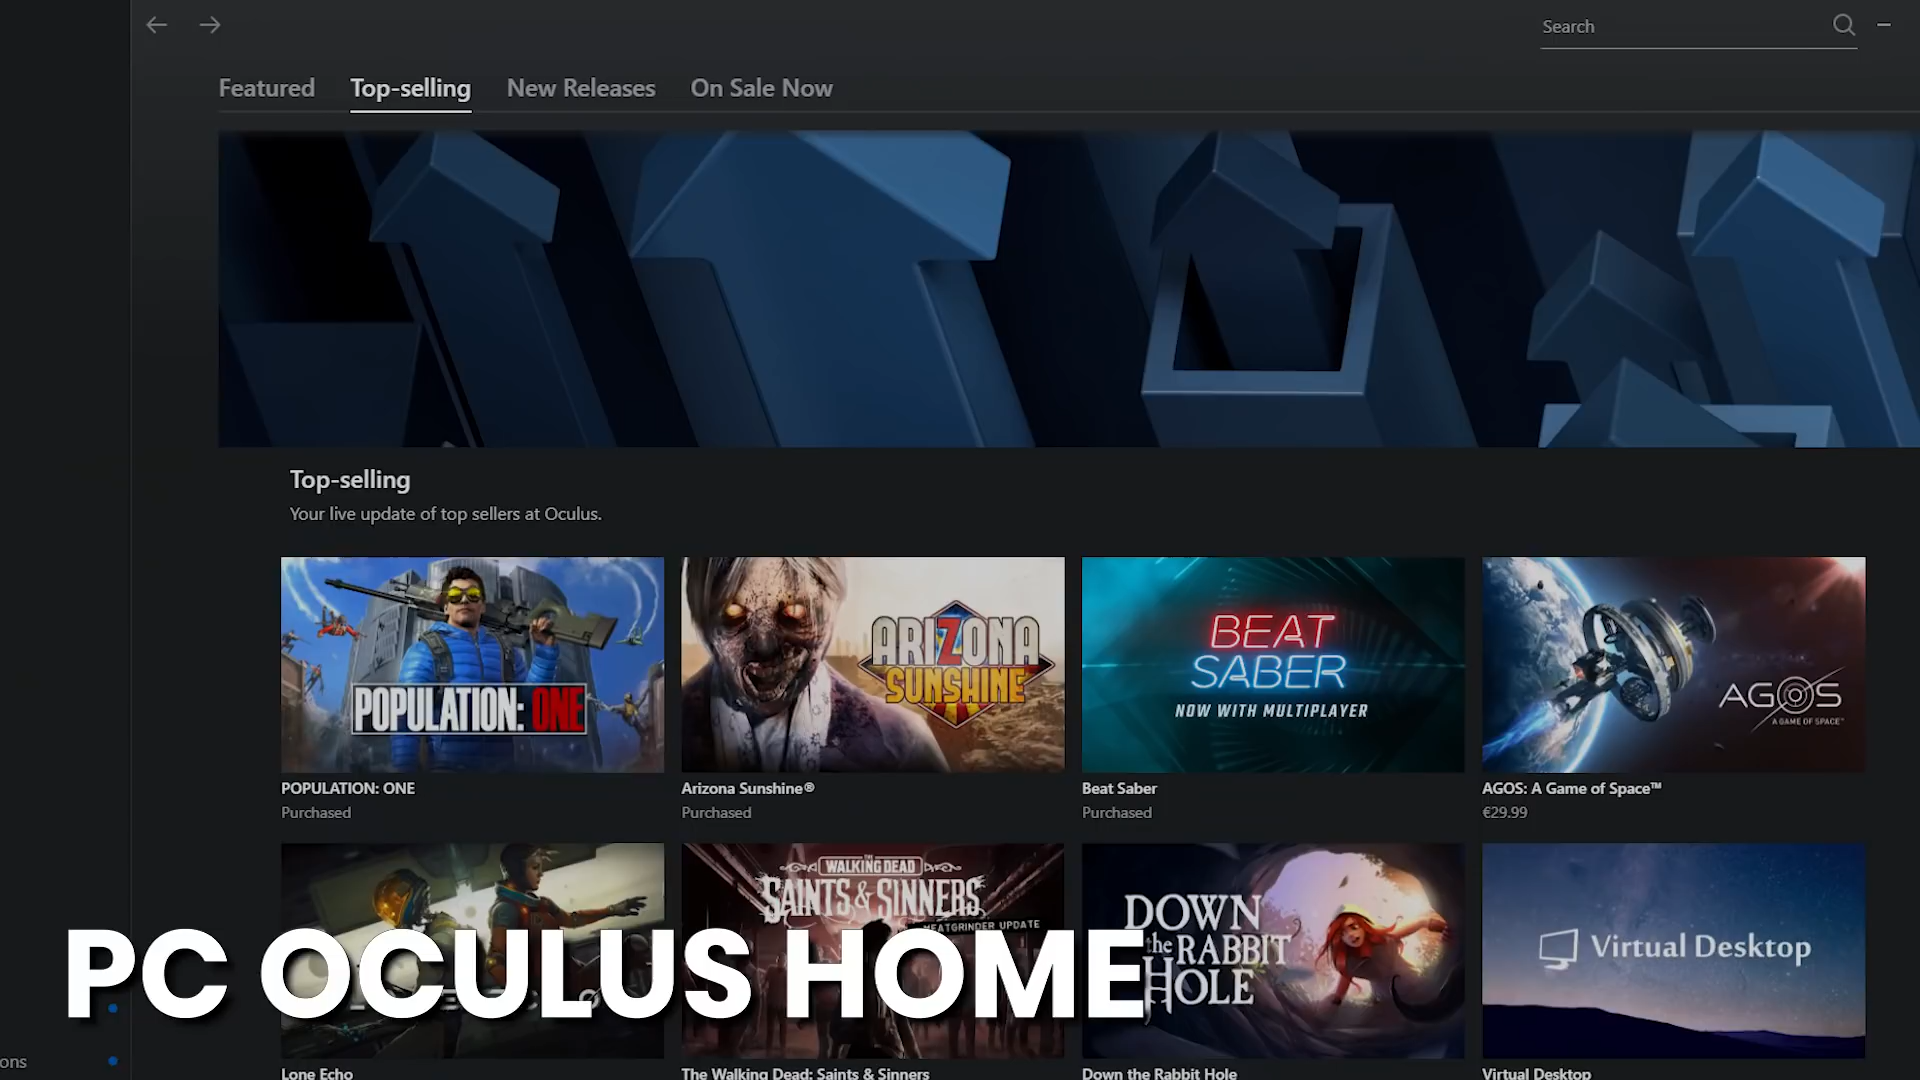 Search
Featured
Top-selling
New Releases
On Sale Now
Top-selling
Your live update of top sellers at Oculus.
POPULATION: ONE
ARIZONA
SUNSHINE
BEAT
SABER
NOW WITH MULTIPLAYER
AGOS
A GAME OF SPACE™
POPULATION: ONE
Purchased
Arizona Sunshine®
Purchased
Beat Saber
Purchased
AGOS: A Game of Space™
€29.99
THE
WALKING DEAD
SAINTS & SINNERS
MEATGRINDER UPDATE
DOWN
the RABBIT
HOLE
Virtual Desktop
PC OCULUS HOME
ons
Lone Echo
The Walking Dead: Saints & Sinners
Down the Rabbit Hole
Virtual Desktop